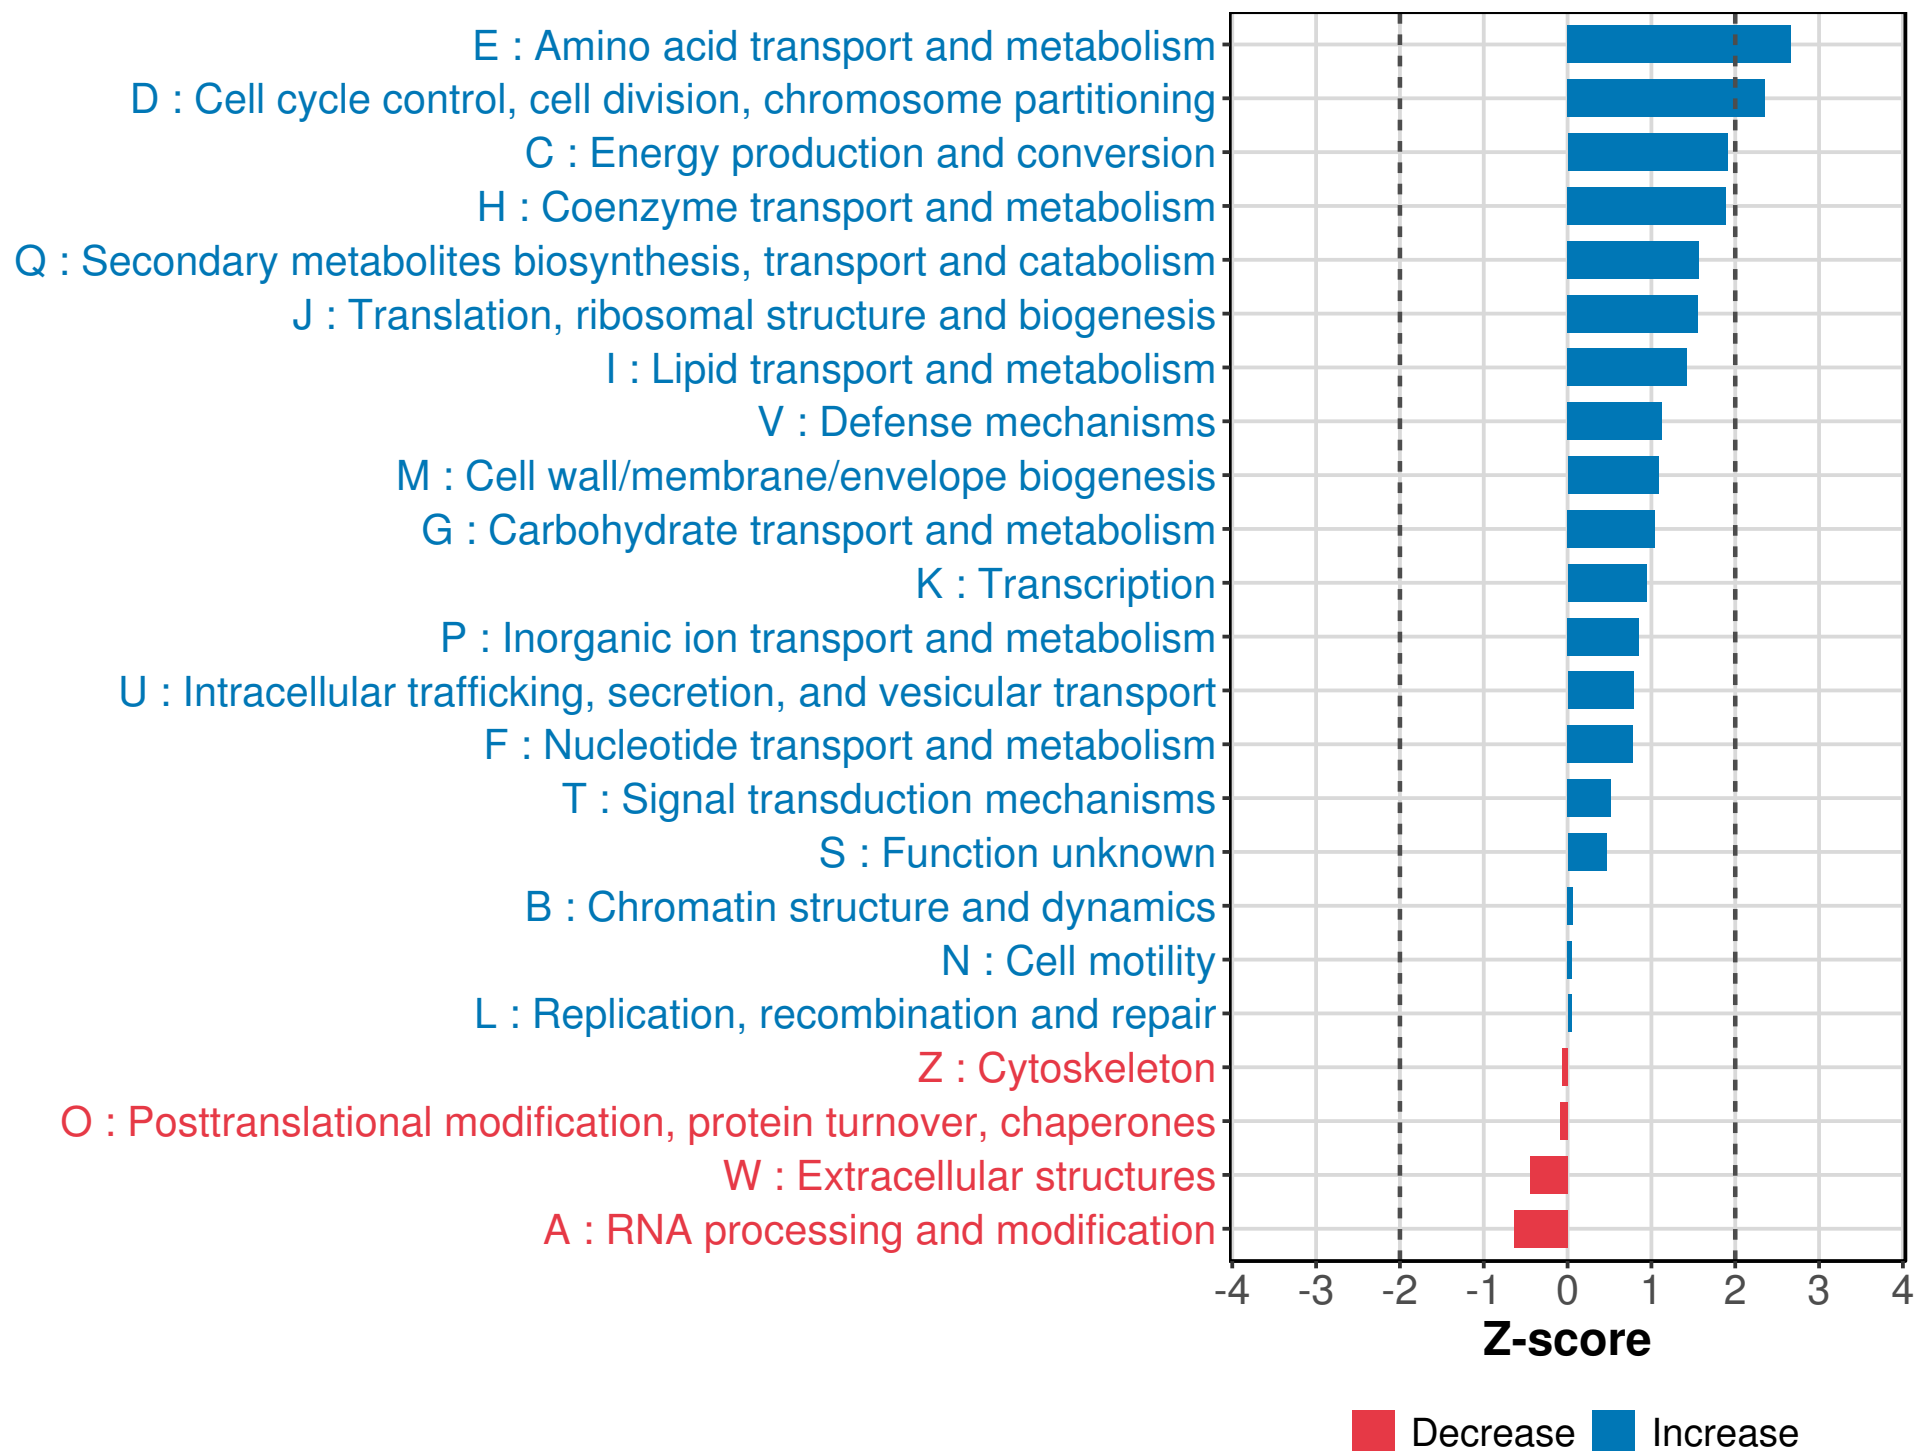 E : Amino acid transport and metabolism
D : Cell cycle control, cell division, chromosome partitioning
C : Energy production and conversion
H : Coenzyme transport and metabolism
Q : Secondary metabolites biosynthesis, transport and catabolism
J : Translation, ribosomal structure and biogenesis
I : Lipid transport and metabolism
V : Defense mechanisms
M : Cell wall/membrane/envelope biogenesis
G : Carbohydrate transport and metabolism
K : Transcription
P : Inorganic ion transport and metabolism
U : Intracellular trafficking, secretion, and vesicular transport
F : Nucleotide transport and metabolism
T : Signal transduction mechanisms
S : Function unknown
B : Chromatin structure and dynamics
N : Cell motility
L : Replication, recombination and repair
Z : Cytoskeleton
O : Posttranslational modification, protein turnover, chaperones
W : Extracellular structures
A : RNA processing and modification
-4 -3 -2 -1 0 1 2 3 4
Z-score
Decrease Increase